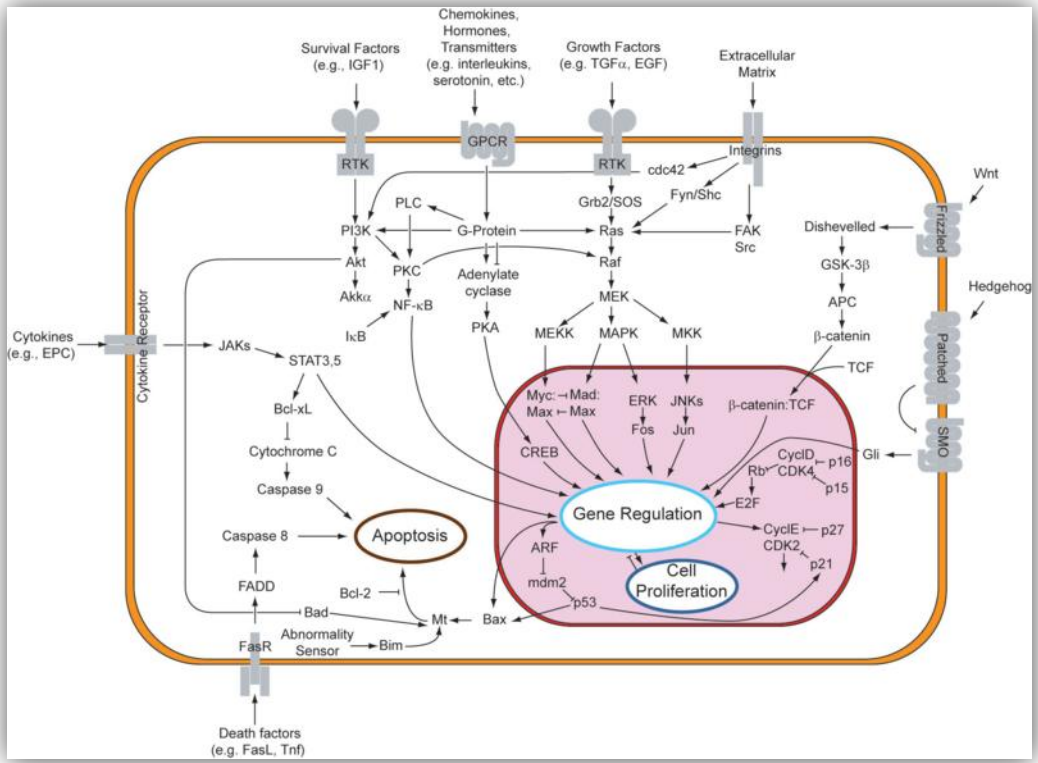 Chemokines,
Hormones,
Transmitters
(e.g. interleukins,
serotonin, etc.)
Survival Factors
(e.g., IGF1)
Growth Factors
(e.g. TGFα, EGF)
Extracellular
Matrix
RTK
GPCR
RTK
Integrins
cdc42
Wnt
Frizzled
PLC
Grb2/SOS
Fyn/Shc
PI3K
G-Protein
Ras
FAK
Src
Dishevelled
Akt
PKC
Adenylate
cyclase
Raf
GSK-3β
Akkα
NF-κB
MEK
APC
Hedgehog
IκB
PKA
MEKK
MAPK
MKK
β-catenin
Patched
Cytokines
(e.g., EPC)
Cytokine Receptor
JAKs
STAT3,5
TCF
Myc:
Max
Mad:
Max
ERK
JNKs
β-catenin:TCF
Bcl-xL
Fos
Jun
SMO
Cytochrome C
CREB
Gli
CyclD
CDK4
p16
p15
Rb
Caspase 9
E2F
Gene Regulation
CyclE
CDK2
p27
p21
Caspase 8
Apoptosis
ARF
FADD
mdm2
Cell
Proliferation
Bcl-2
p53
Bad
Mt
Bax
FasR
Abnormality
Sensor
Bim
Death factors
(e.g. FasL, Tnf)